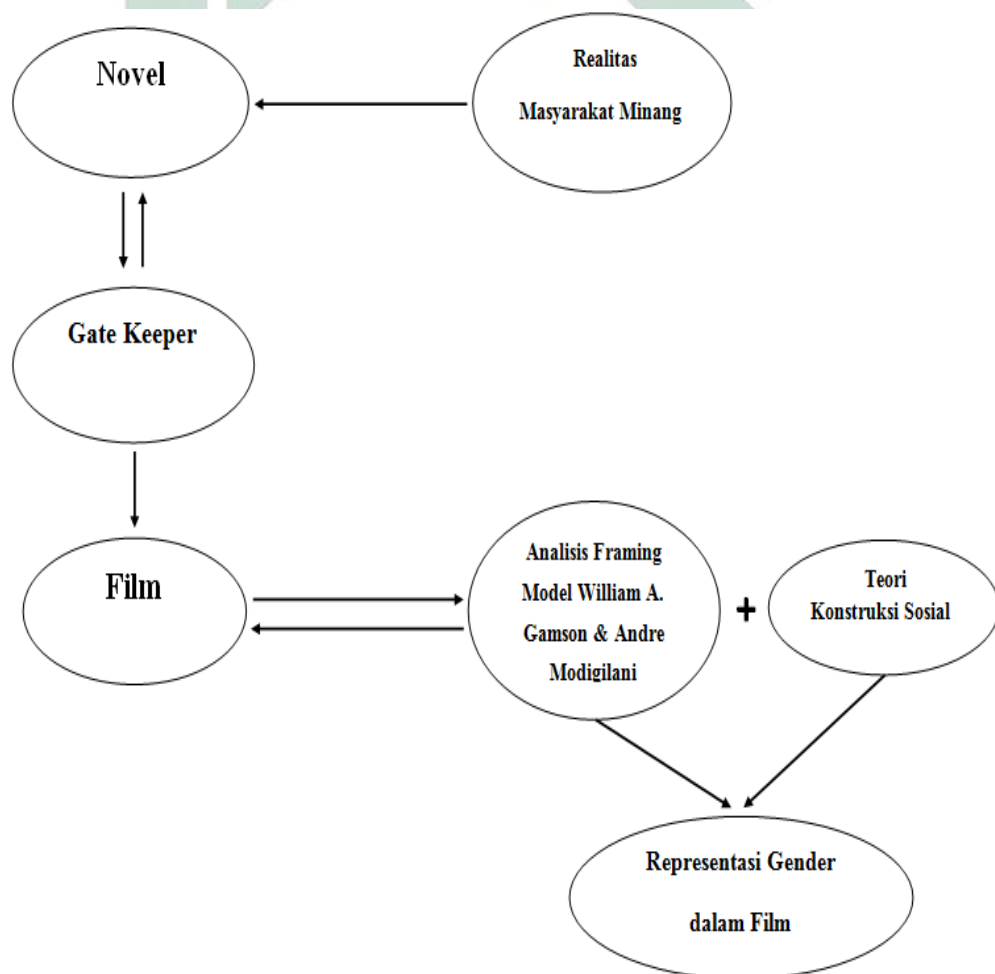 Novel
Realitas
Masyarakat Minang
Gate Keeper
Film
Analisis Framing
Model William A.
Gamson & Andre
Modigilani
+
Teori
Konstruksi Sosial
Representasi Gender
dalam Film